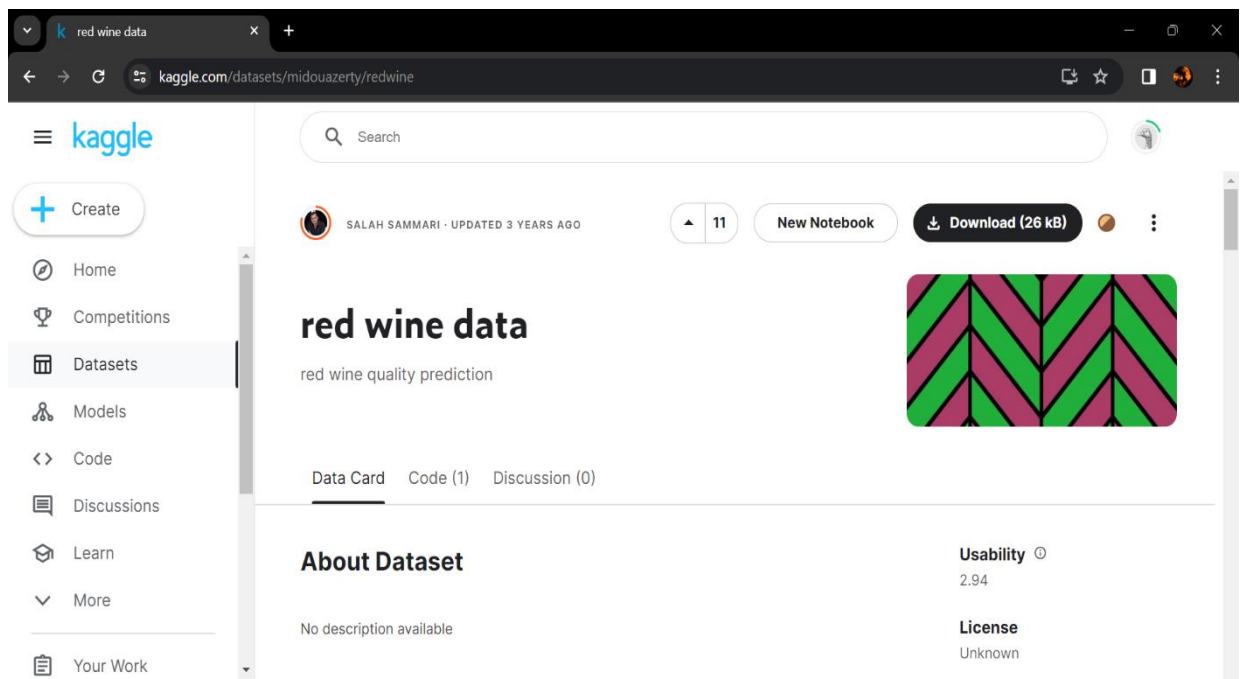 red wine data
kaggle.com/datasets/midouazerty/redwine
kaggle
Search
Create
SALAH SAMMARI · UPDATED 3 YEARS AGO
11
New Notebook
Download (26 kB)
Home
Competitions
Datasets
Models
Code
Discussions
Learn
More
Your Work
red wine data
red wine quality prediction
Data Card Code (1) Discussion (0)
About Dataset
No description available
Usability
2.94
License
Unknown